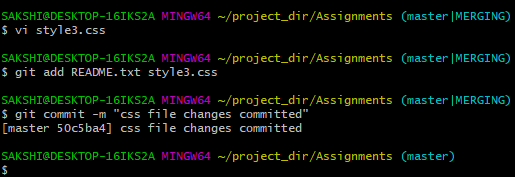 SAKSHI@DESKTOP-16IKS2A MINGW64 ~/project_dir/Assignments (master|MERGING)
$ vi style3.css
SAKSHI@DESKTOP-16IKS2A MINGW64 ~/project_dir/Assignments (master|MERGING)
$ git add README.txt style3.css
SAKSHI@DESKTOP-16IKS2A MINGW64 ~/project_dir/Assignments (master|MERGING)
$ git commit -m "css file changes committed"
[master 50c5ba4] css file changes committed
SAKSHI@DESKTOP-16IKS2A MINGW64 ~/project_dir/Assignments (master)
$